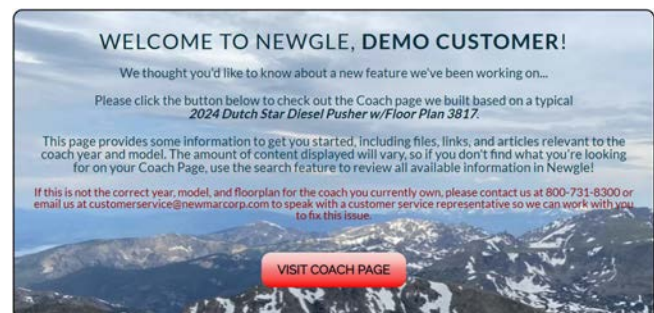 WELCOME TO NEWGLE, DEMO CUSTOMER!
We thought you'd like to know about a new feature we've been working on...
Please click the button below to check out the Coach page we built based on a typical
2024 Dutch Star Diesel Pusher w/Floor Plan 3817.
This page provides some information to get you started, including files, links, and articles relevant to the
coach year and model. The amount of content displayed will vary, so if you don't find what you're looking
for on your Coach Page, use the search feature to review all available information in Newgle!
If this is not the correct year, model, and floorplan for the coach you currently own, please contact us at 800-731-8300 or
email us at customerservice@newmarcorp.com to speak with a customer service representative so we can work with you
to fix this issue.
VISIT COACH PAGE